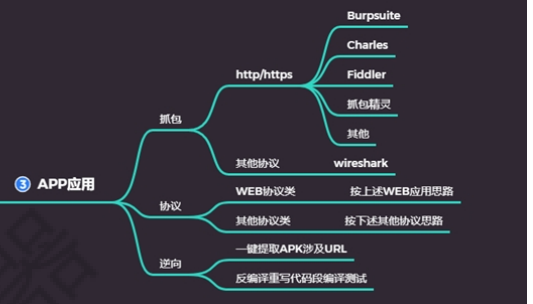 Burpsuite
Charles
http/https
Fiddler
抓包精灵
抓包
其他
其他协议 wireshark
3 APP应用
WEB协议类 按上述WEB应用思路
协议
其他协议类 按下述其他协议思路
一键提取APK涉及URL
逆向
反编译重写代码段编译测试